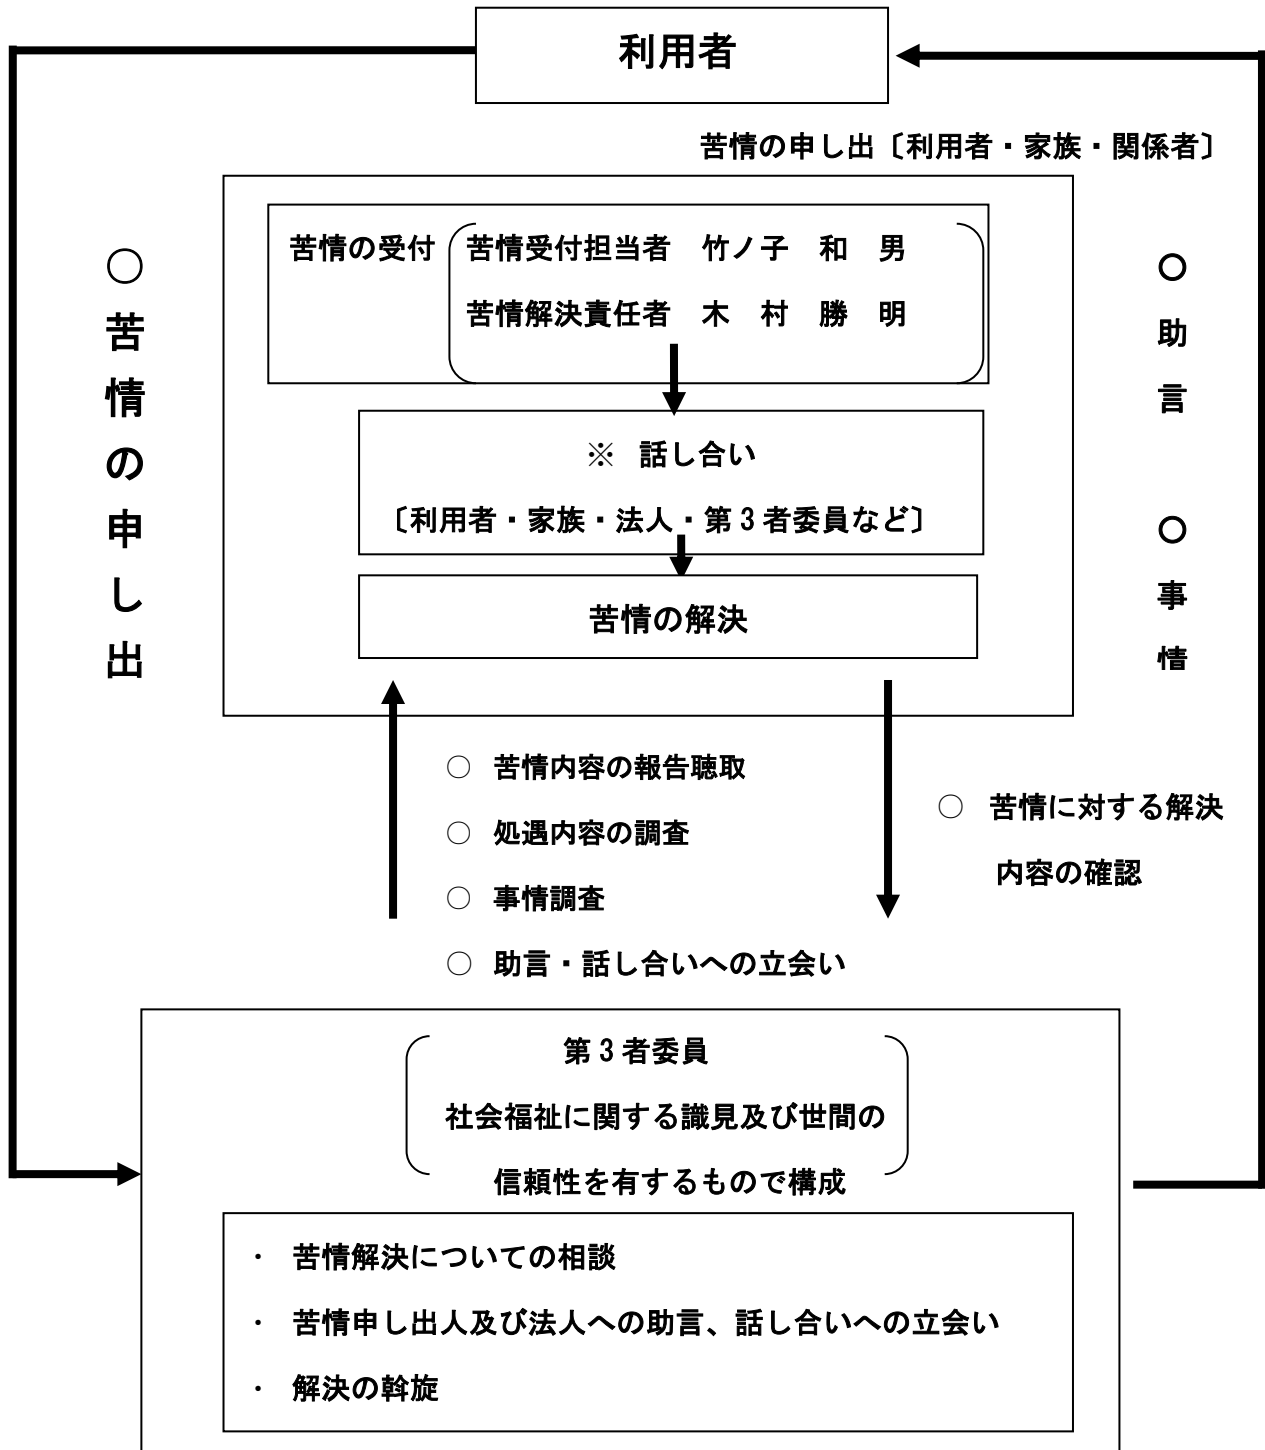 利用者
苦情の申し出〔利用者・家族・関係者〕
○苦情の申し出
苦情の受付
苦情受付担当者　竹ノ子　和　男
苦情解決責任者　木　村　勝　明
※　話し合い
〔利用者・家族・法人・第3者委員など〕
苦情の解決
○助言
○事情
○　苦情内容の報告聴取
○　処遇内容の調査
○　事情調査
○　助言・話し合いへの立会い
○　苦情に対する解決
内容の確認
第3者委員
社会福祉に関する識見及び世間の
信頼性を有するもので構成
・　苦情解決についての相談
・　苦情申し出人及び法人への助言、話し合いへの立会い
・　解決の斡旋